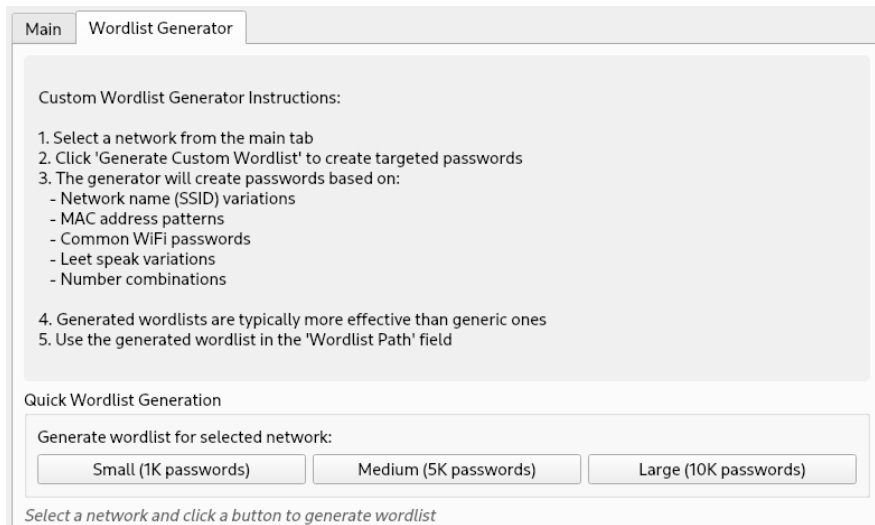 Main
Wordlist Generator
Custom Wordlist Generator Instructions:
1. Select a network from the main tab
2. Click 'Generate Custom Wordlist' to create targeted passwords
3. The generator will create passwords based on:
- Network name (SSID) variations
- MAC address patterns
- Common WiFi passwords
- Leet speak variations
- Number combinations
4. Generated wordlists are typically more effective than generic ones
5. Use the generated wordlist in the 'Wordlist Path' field
Quick Wordlist Generation
Generate wordlist for selected network:
Small (1K passwords)
Medium (5K passwords)
Large (10K passwords)
Select a network and click a button to generate wordlist